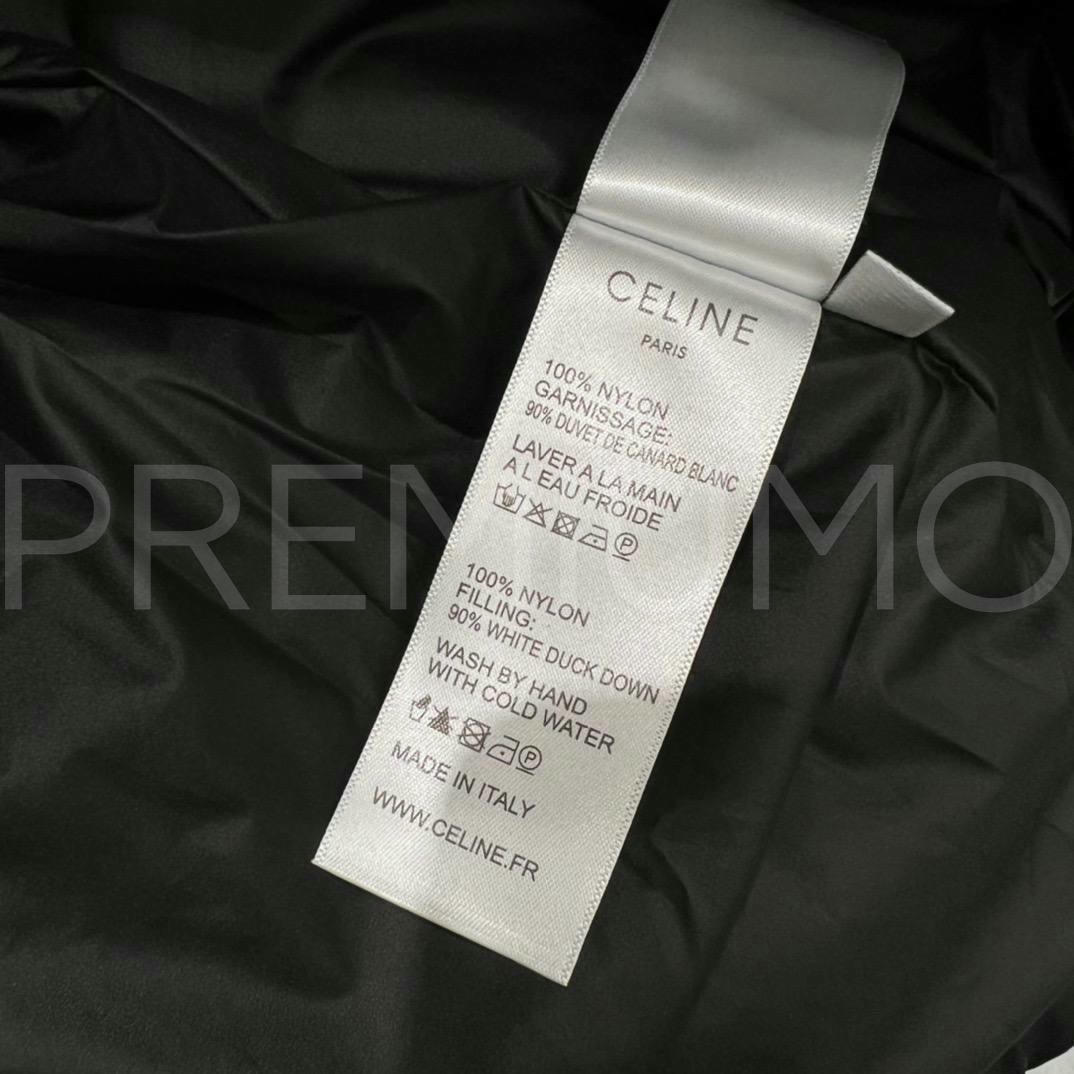 CELINE
PARIS
100% NYLON
GARNISSAGE:
90% DUVET DE CANARD BLANC
LAVER A LA MAIN
A L EAU FROIDE
P
100% NYLON
FILLING:
90% WHITE DUCK DOWN
WASH BY HAND
WITH COLD WATER
P
MADE IN ITALY
WWW.CELINE.FR
PREMIOMO